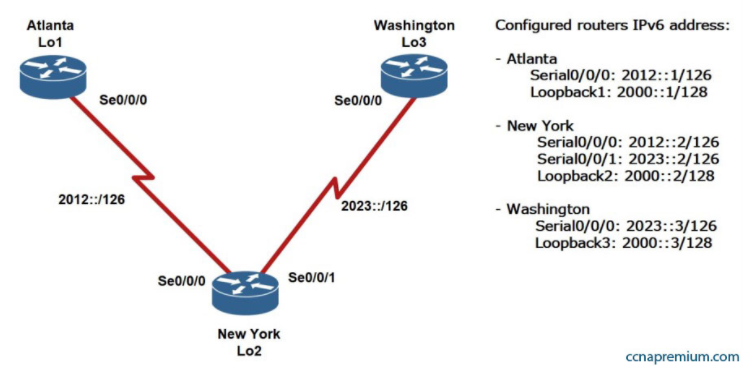 Atlanta
Lo1
Washington
Lo3
Se0/0/0
Se0/0/0
2012::/126
2023::/126
Se0/0/0
Se0/0/1
New York
Lo2
Configured routers IPv6 address:
- Atlanta
Serial0/0/0: 2012::1/126
Loopback1: 2000::1/128
- New York
Serial0/0/0: 2012::2/126
Serial0/0/1: 2023::2/126
Loopback2: 2000::2/128
- Washington
Serial0/0/0: 2023::3/126
Loopback3: 2000::3/128
ccnapremium.com